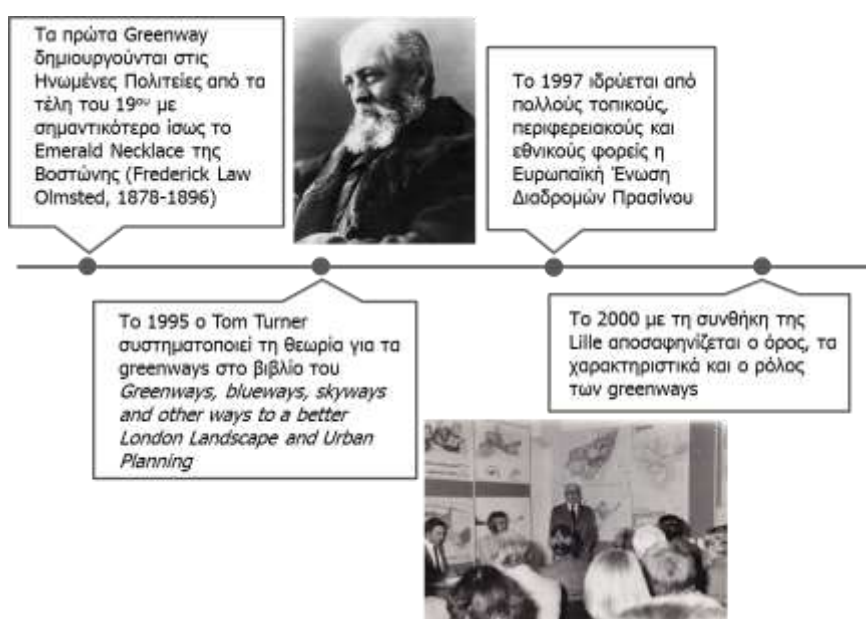 Τα πρώτα Greenway
δημιουργούνται στις
Ηνωμένες Πολιτείες από τα
τέλη του 19ου με
σημαντικότερο ίσως το
Emerald Necklace της
Βοστώνης (Frederick Law
Olmsted, 1878-1896)
Το 1995 ο Tom Turner
συστηματοποιεί τη θεωρία για τα
greenways στο βιβλίο του
Greenways, blueways, skyways
and other ways to a better
London Landscape and Urban
Planning
Το 1997 ιδρύεται από
πολλούς τοπικούς,
περιφερειακούς και
εθνικούς φορείς η
Ευρωπαϊκή Ένωση
Διαδρομών Πρασίνου
Το 2000 με τη συνθήκη της
Lille αποσαφηνίζεται ο όρος, τα
χαρακτηριστικά και ο ρόλος
των greenways